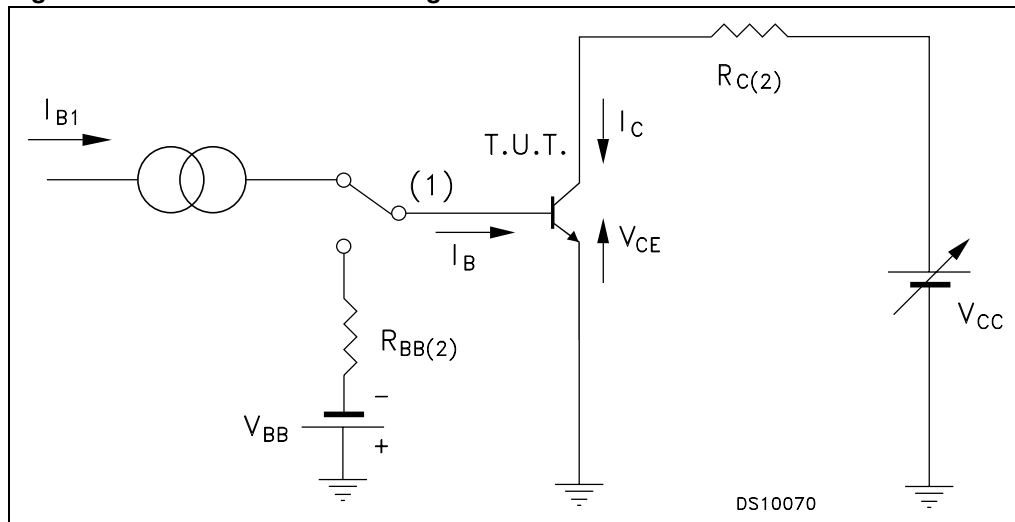 I_B1
R_C(2)
I_C
T.U.T.
(1)
V_CE
I_B
V_CC
R_BB(2)
-
V_BB
+
DS10070